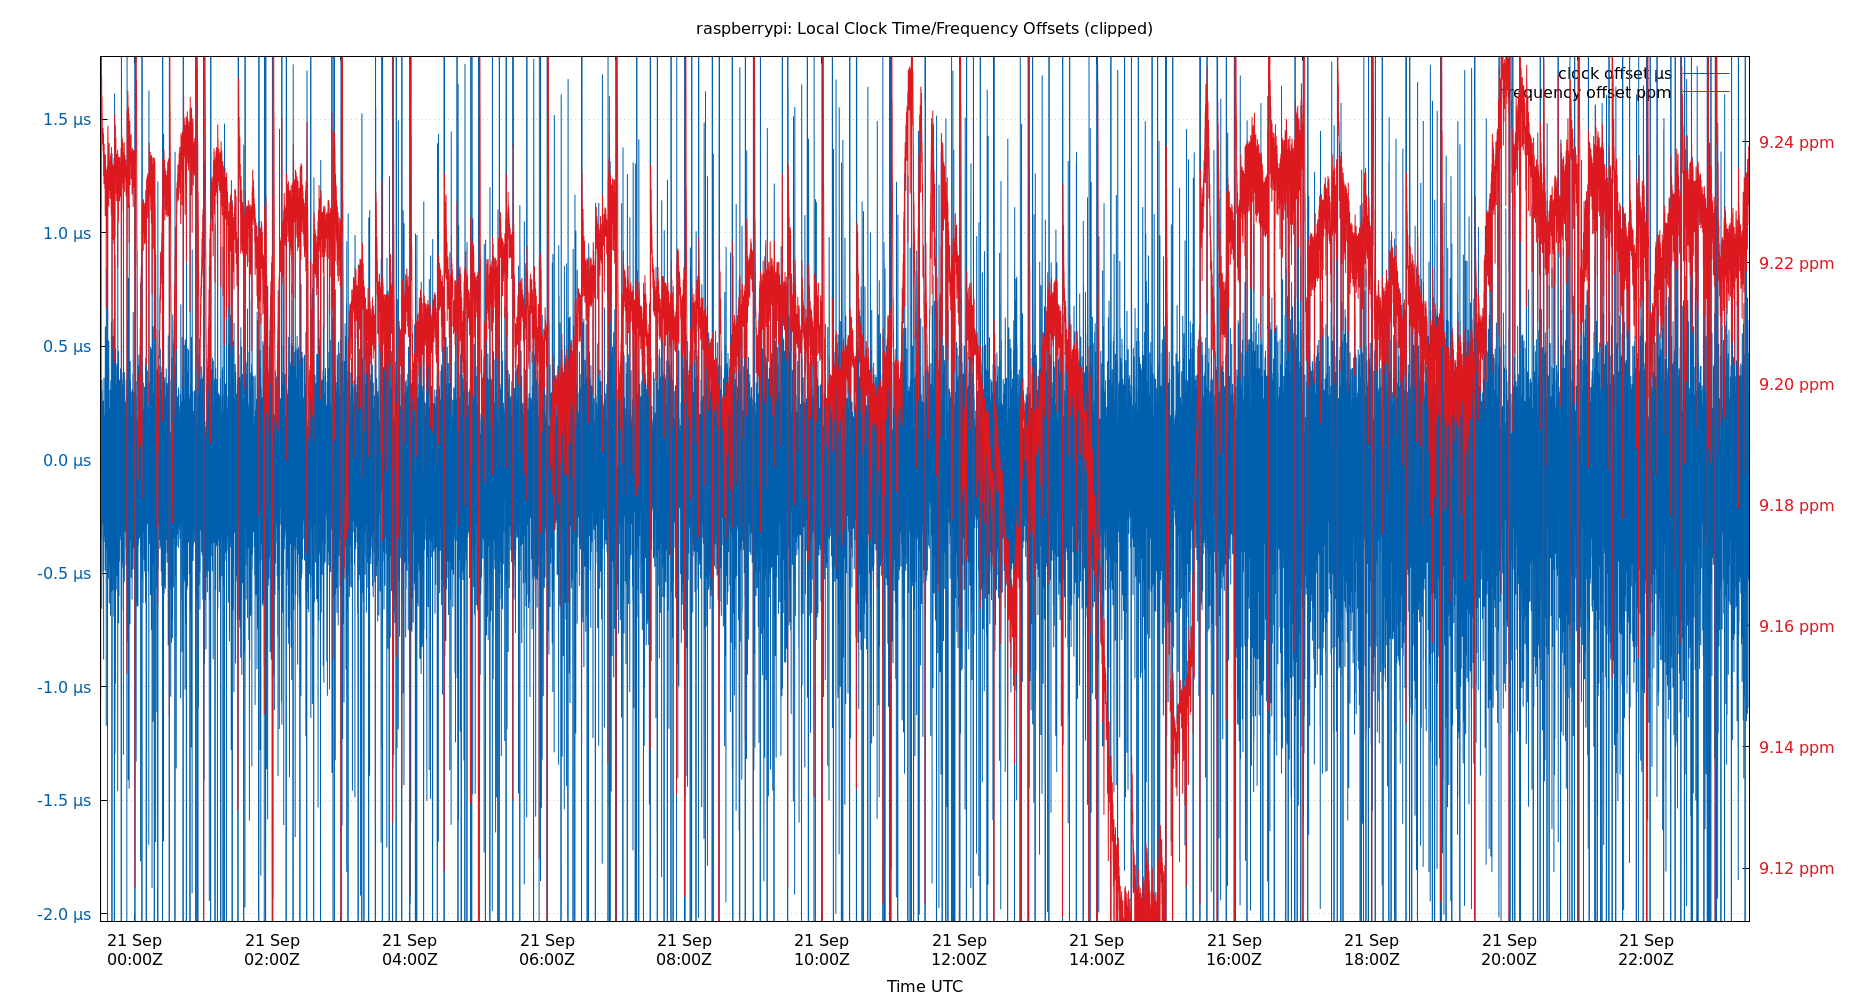 raspberrypi: Local Clock Time/Frequency Offsets (clipped)
clock offset µs
frequency offset ppm
1.5 µs
1.0 µs
0.5 µs
0.0 µs
-0.5 µs
-1.0 µs
-1.5 µs
-2.0 µs
9.24 ppm
9.22 ppm
9.20 ppm
9.18 ppm
9.16 ppm
9.14 ppm
9.12 ppm
21 Sep 21 Sep 21 Sep 21 Sep 21 Sep 21 Sep 21 Sep 21 Sep 21 Sep 21 Sep 21 Sep 21 Sep
00:00Z 02:00Z 04:00Z 06:00Z 08:00Z 10:00Z 12:00Z 14:00Z 16:00Z 18:00Z 20:00Z 22:00Z
Time UTC